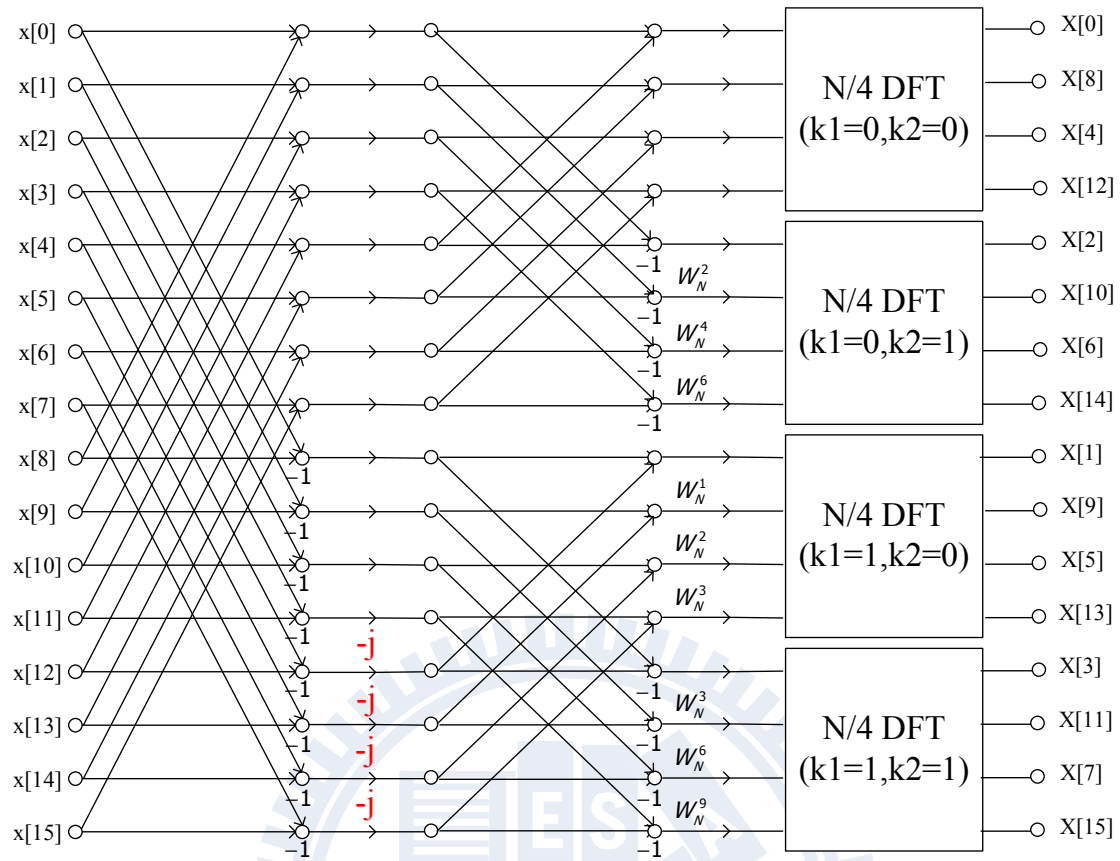 x[0]
x[1]
x[2]
x[3]
x[4]
x[5]
x[6]
x[7]
x[8]
x[9]
x[10]
x[11]
x[12]
x[13]
x[14]
x[15]
-1
-1
-1
-1
-1
-1
-1
-1
-j
-j
-j
-j
-1
-1
-1
-1
-1
-1
-1
-1
W_N^2
W_N^4
W_N^6
W_N^1
W_N^2
W_N^3
W_N^3
W_N^6
W_N^9
N/4 DFT
(k1=0,k2=0)
N/4 DFT
(k1=0,k2=1)
N/4 DFT
(k1=1,k2=0)
N/4 DFT
(k1=1,k2=1)
X[0]
X[8]
X[4]
X[12]
X[2]
X[10]
X[6]
X[14]
X[1]
X[9]
X[5]
X[13]
X[3]
X[11]
X[7]
X[15]